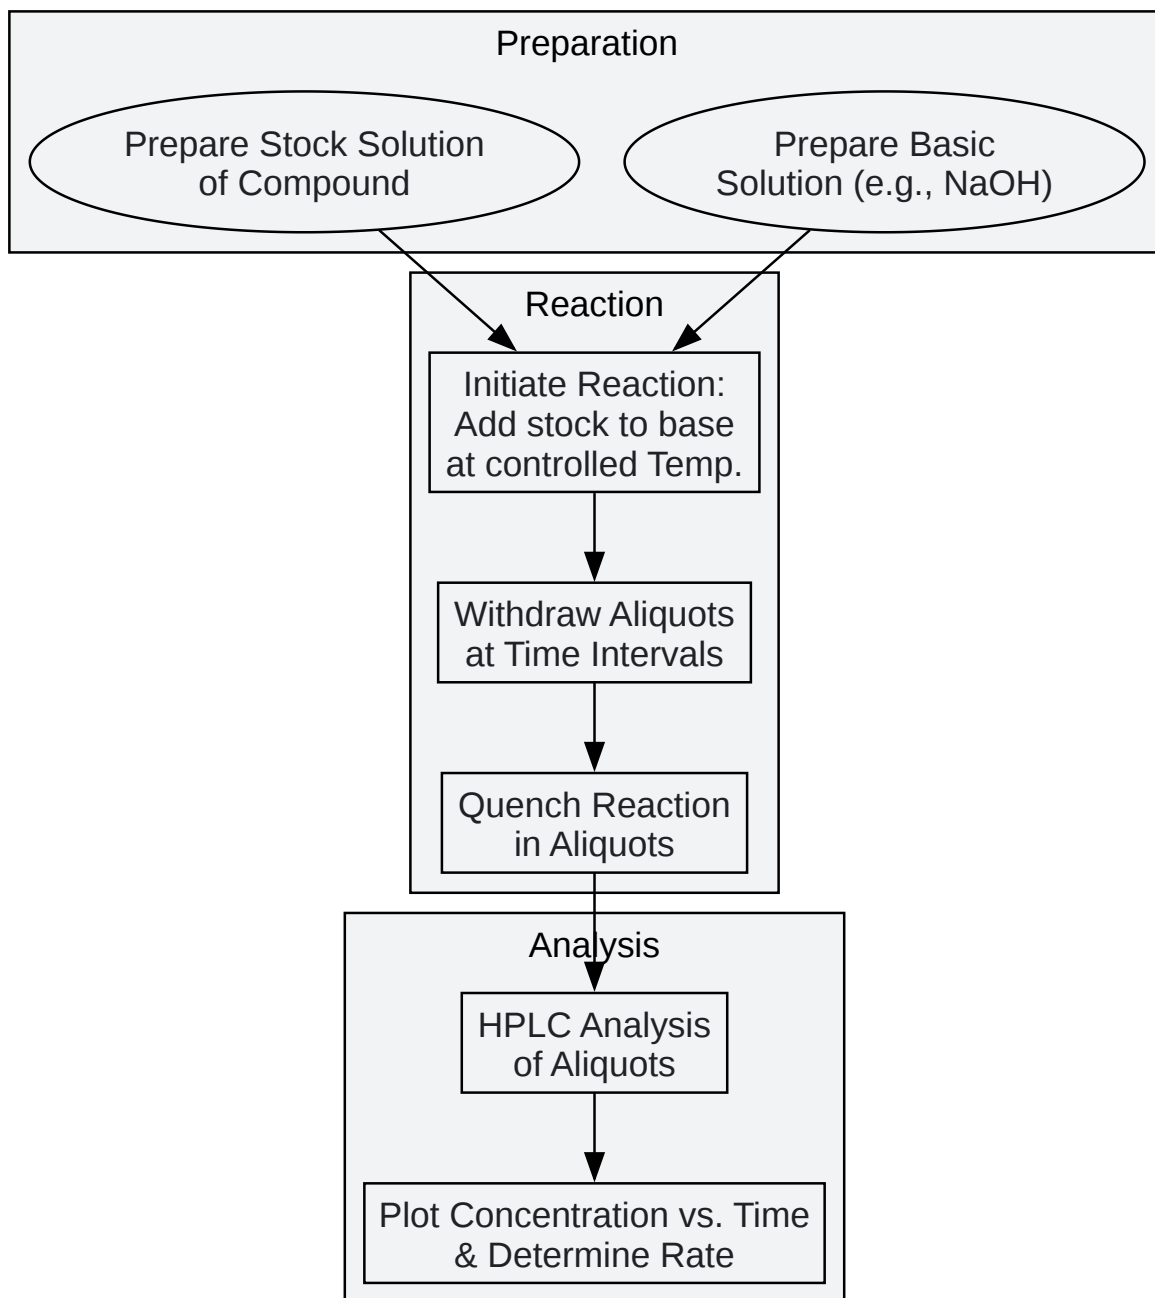 Preparation
Prepare Stock Solution
of Compound
Prepare Basic
Solution (e.g., NaOH)
Reaction
Initiate Reaction:
Add stock to base
at controlled Temp.
Withdraw Aliquots
at Time Intervals
Quench Reaction
in Aliquots
Analysis
HPLC Analysis
of Aliquots
Plot Concentration vs. Time
& Determine Rate